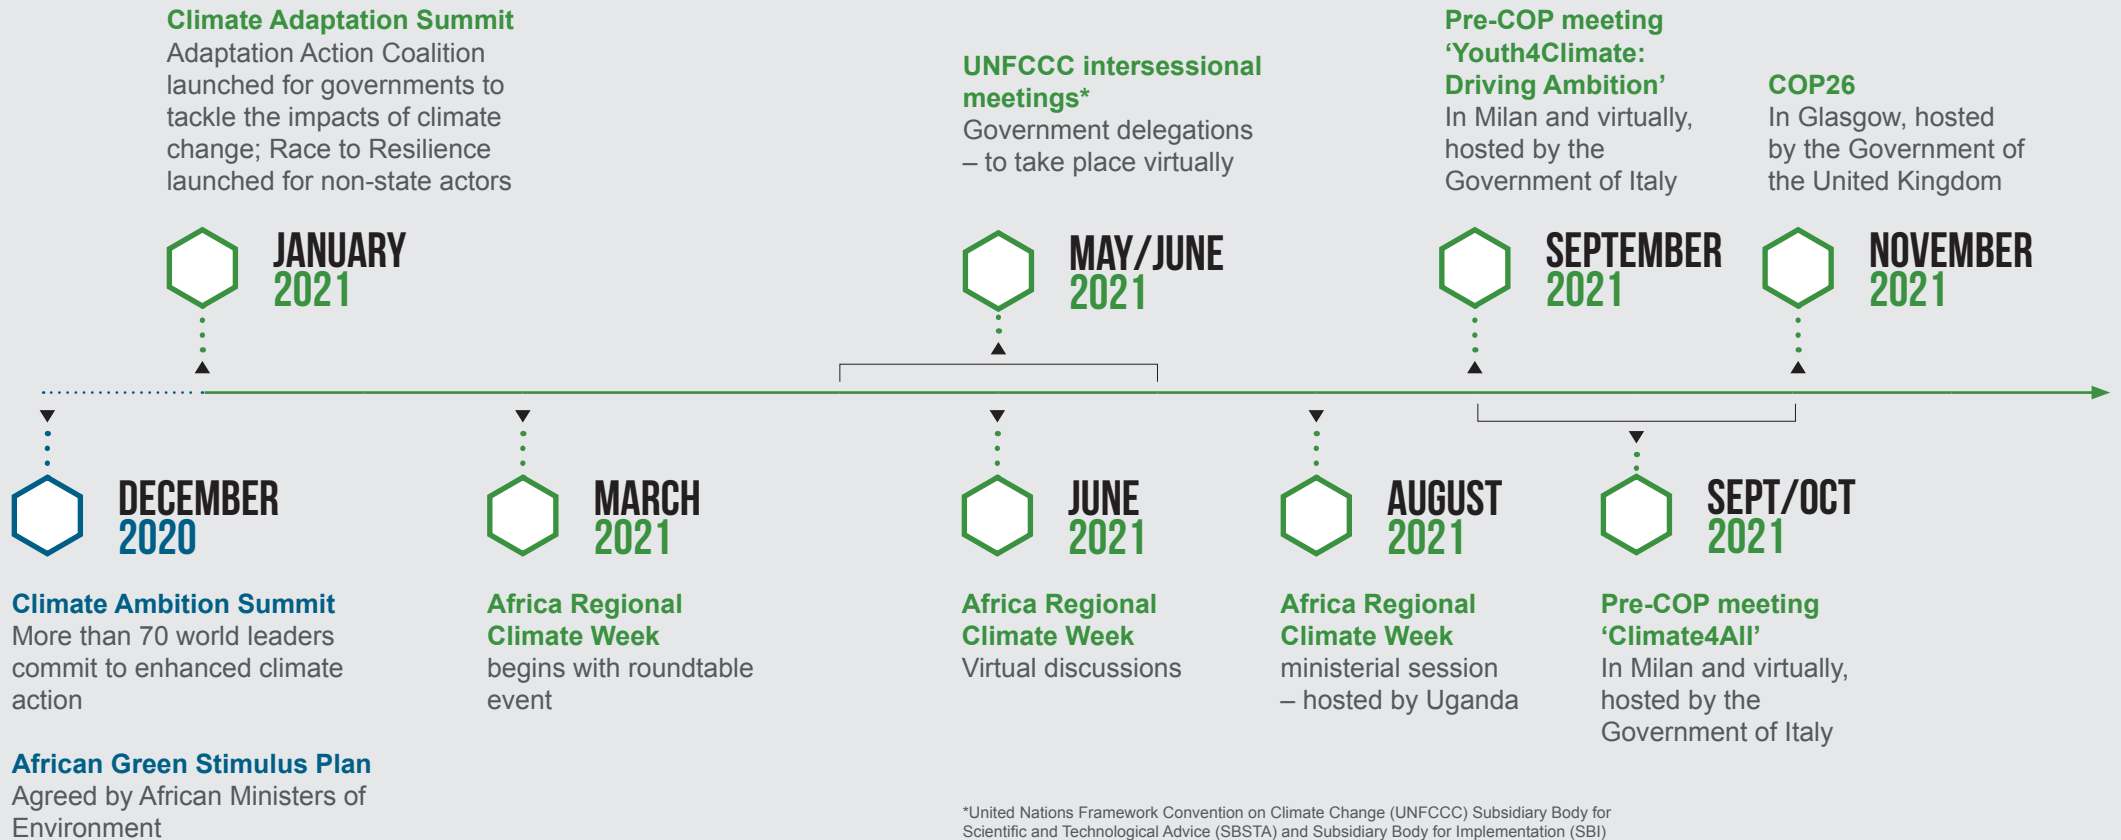 Climate Adaptation Summit
Adaptation Action Coalition
launched for governments to
tackle the impacts of climate
change; Race to Resilience
launched for non-state actors
JANUARY
2021
UNFCCC intersessional
meetings*
Government delegations
– to take place virtually
MAY/JUNE
2021
Pre-COP meeting
‘Youth4Climate:
Driving Ambition’
In Milan and virtually,
hosted by the
Government of Italy
SEPTEMBER
2021
COP26
In Glasgow, hosted
by the Government of
the United Kingdom
NOVEMBER
2021
DECEMBER
2020
Climate Ambition Summit
More than 70 world leaders
commit to enhanced climate
action
African Green Stimulus Plan
Agreed by African Ministers of
Environment
MARCH
2021
Africa Regional
Climate Week
begins with roundtable
event
JUNE
2021
Africa Regional
Climate Week
Virtual discussions
AUGUST
2021
Africa Regional
Climate Week
ministerial session
– hosted by Uganda
SEPT/OCT
2021
Pre-COP meeting
‘Climate4All’
In Milan and virtually,
hosted by the
Government of Italy
*United Nations Framework Convention on Climate Change (UNFCCC) Subsidiary Body for
Scientific and Technological Advice (SBSTA) and Subsidiary Body for Implementation (SBI)